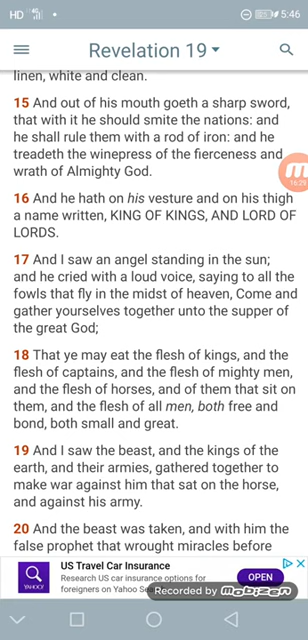 HD 4G 5:46
Revelation 19
linen, white and clean.
15 And out of his mouth goeth a sharp sword,
that with it he should smite the nations: and
he shall rule them with a rod of iron: and he
treadeth the winepress of the fierceness and
wrath of Almighty God.
16 And he hath on his vesture and on his thigh
a name written, KING OF KINGS, AND LORD OF
LORDS.
17 And I saw an angel standing in the sun;
and he cried with a loud voice, saying to all the
fowls that fly in the midst of heaven, Come and
gather yourselves together unto the supper of
the great God;
18 That ye may eat the flesh of kings, and the
flesh of captains, and the flesh of mighty men,
and the flesh of horses, and of them that sit on
them, and the flesh of all men, both free and
bond, both small and great.
19 And I saw the beast, and the kings of the
earth, and their armies, gathered together to
make war against him that sat on the horse,
and against his army.
20 And the beast was taken, and with him the
false prophet that wrought miracles before
M
16:29
US Travel Car Insurance
Research US car insurance options for
foreigners on Yahoo
YAHOO!
OPEN
Recorded by mobizen